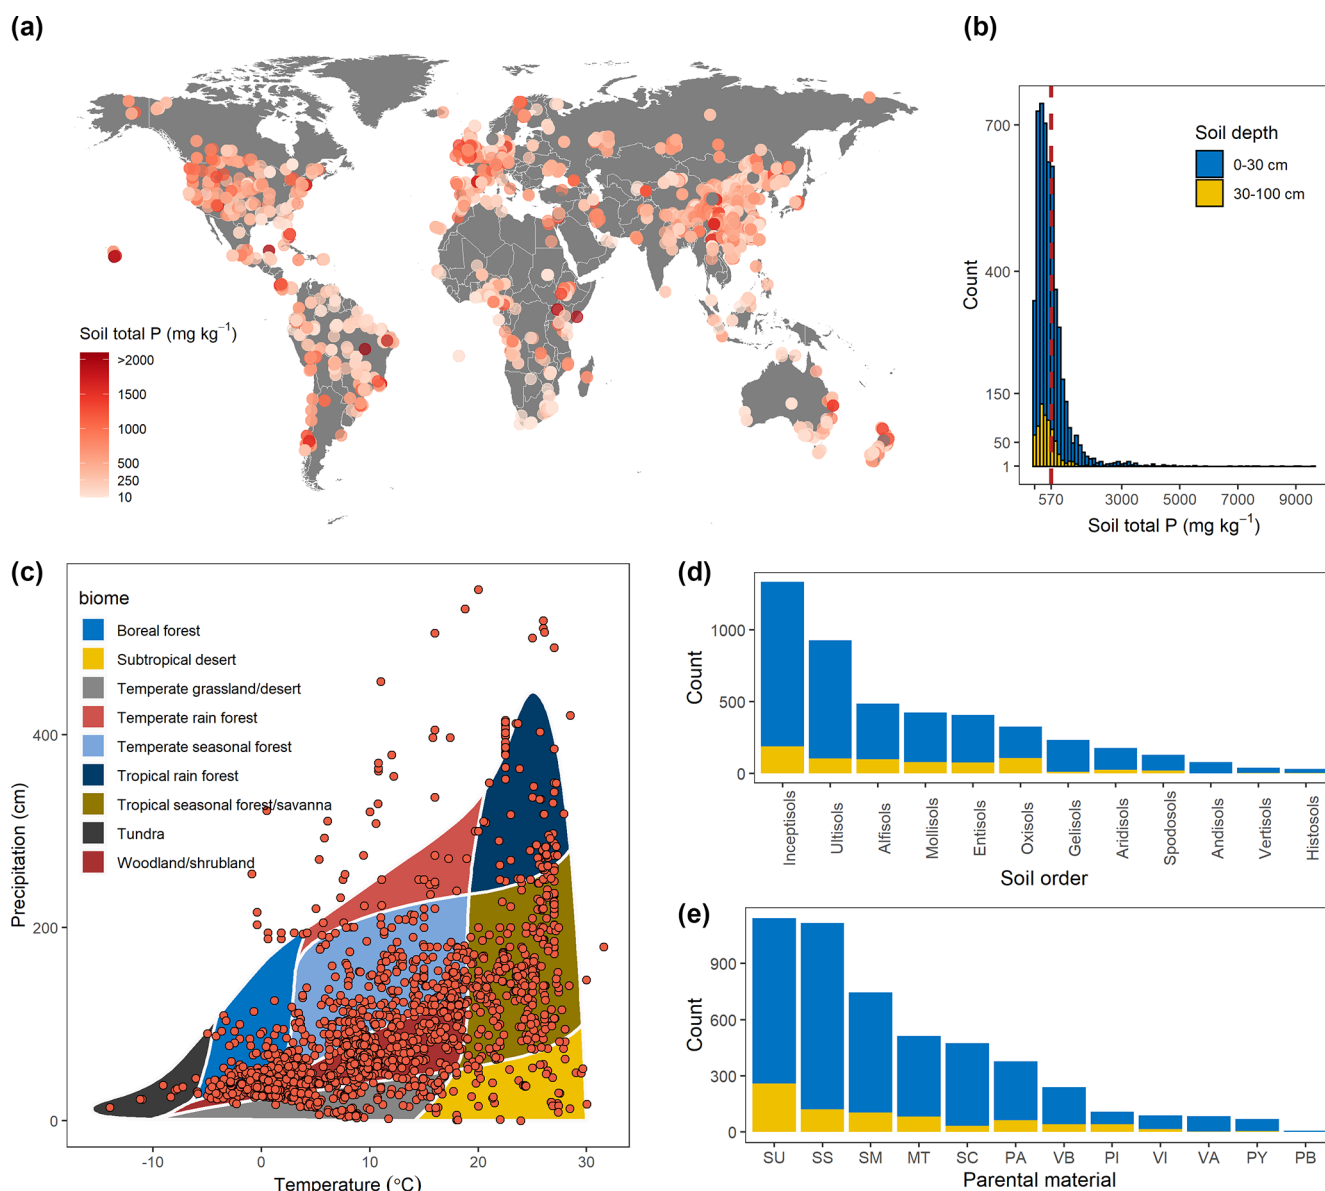 (a)
Soil total P (mg kg⁻¹)
>2000
1500
1000
500
250
10
(b)
Count
700
400
150
50
1
Soil depth
0-30 cm
30-100 cm
570
3000
5000
7000
9000
Soil total P (mg kg⁻¹)
(c)
biome
Boreal forest
Subtropical desert
Temperate grassland/desert
Temperate rain forest
Temperate seasonal forest
Tropical rain forest
Tropical seasonal forest/savanna
Tundra
Woodland/shrubland
Precipitation (cm)
400
200
0
-10
0
10
20
30
Temperature (°C)
(d)
Count
1000
500
0
Inceptisols
Ultisols
Alfisols
Mollisols
Entisols
Oxisols
Gelisols
Aridisols
Spodosols
Andisols
Vertisols
Histosols
Soil order
(e)
Count
900
600
300
0
SU
SS
SM
MT
SC
PA
VB
PI
VI
VA
PY
PB
Parental material